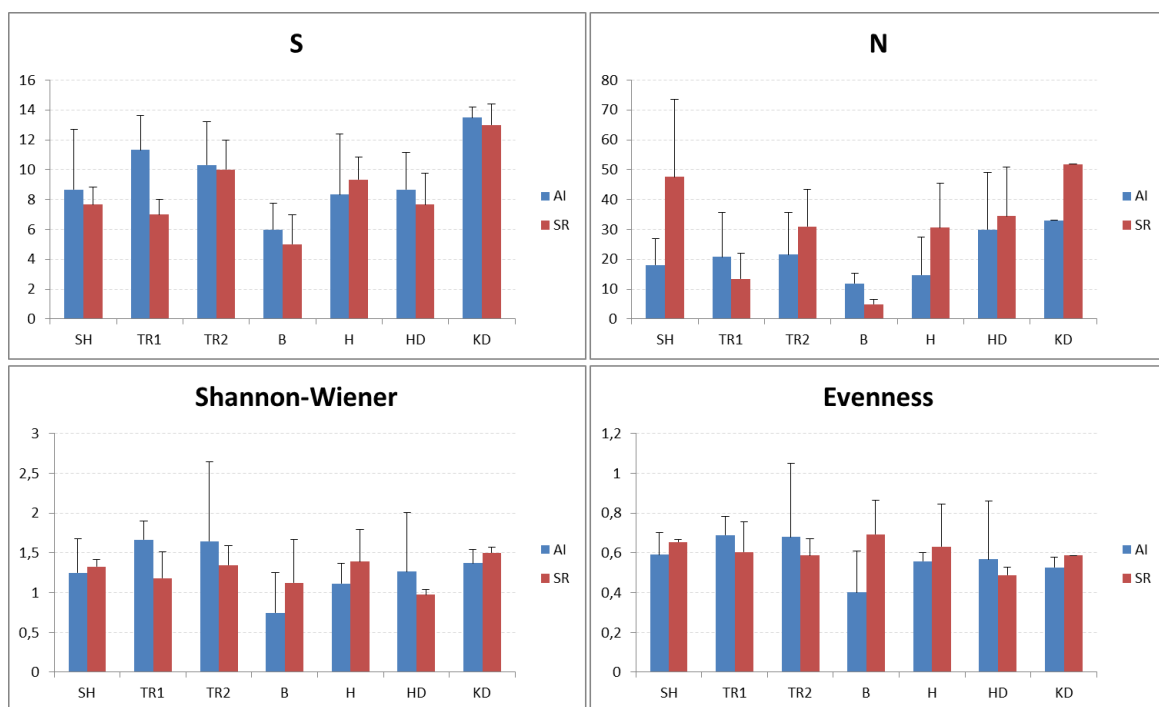 S
16
14
12
10
8
6
4
2
0
SH TR1 TR2 B H HD KD
AI
SR
N
80
70
60
50
40
30
20
10
0
SH TR1 TR2 B H HD KD
AI
SR
Shannon-Wiener
3
2,5
2
1,5
1
0,5
0
SH TR1 TR2 B H HD KD
AI
SR
Evenness
1,2
1
0,8
0,6
0,4
0,2
0
SH TR1 TR2 B H HD KD
AI
SR